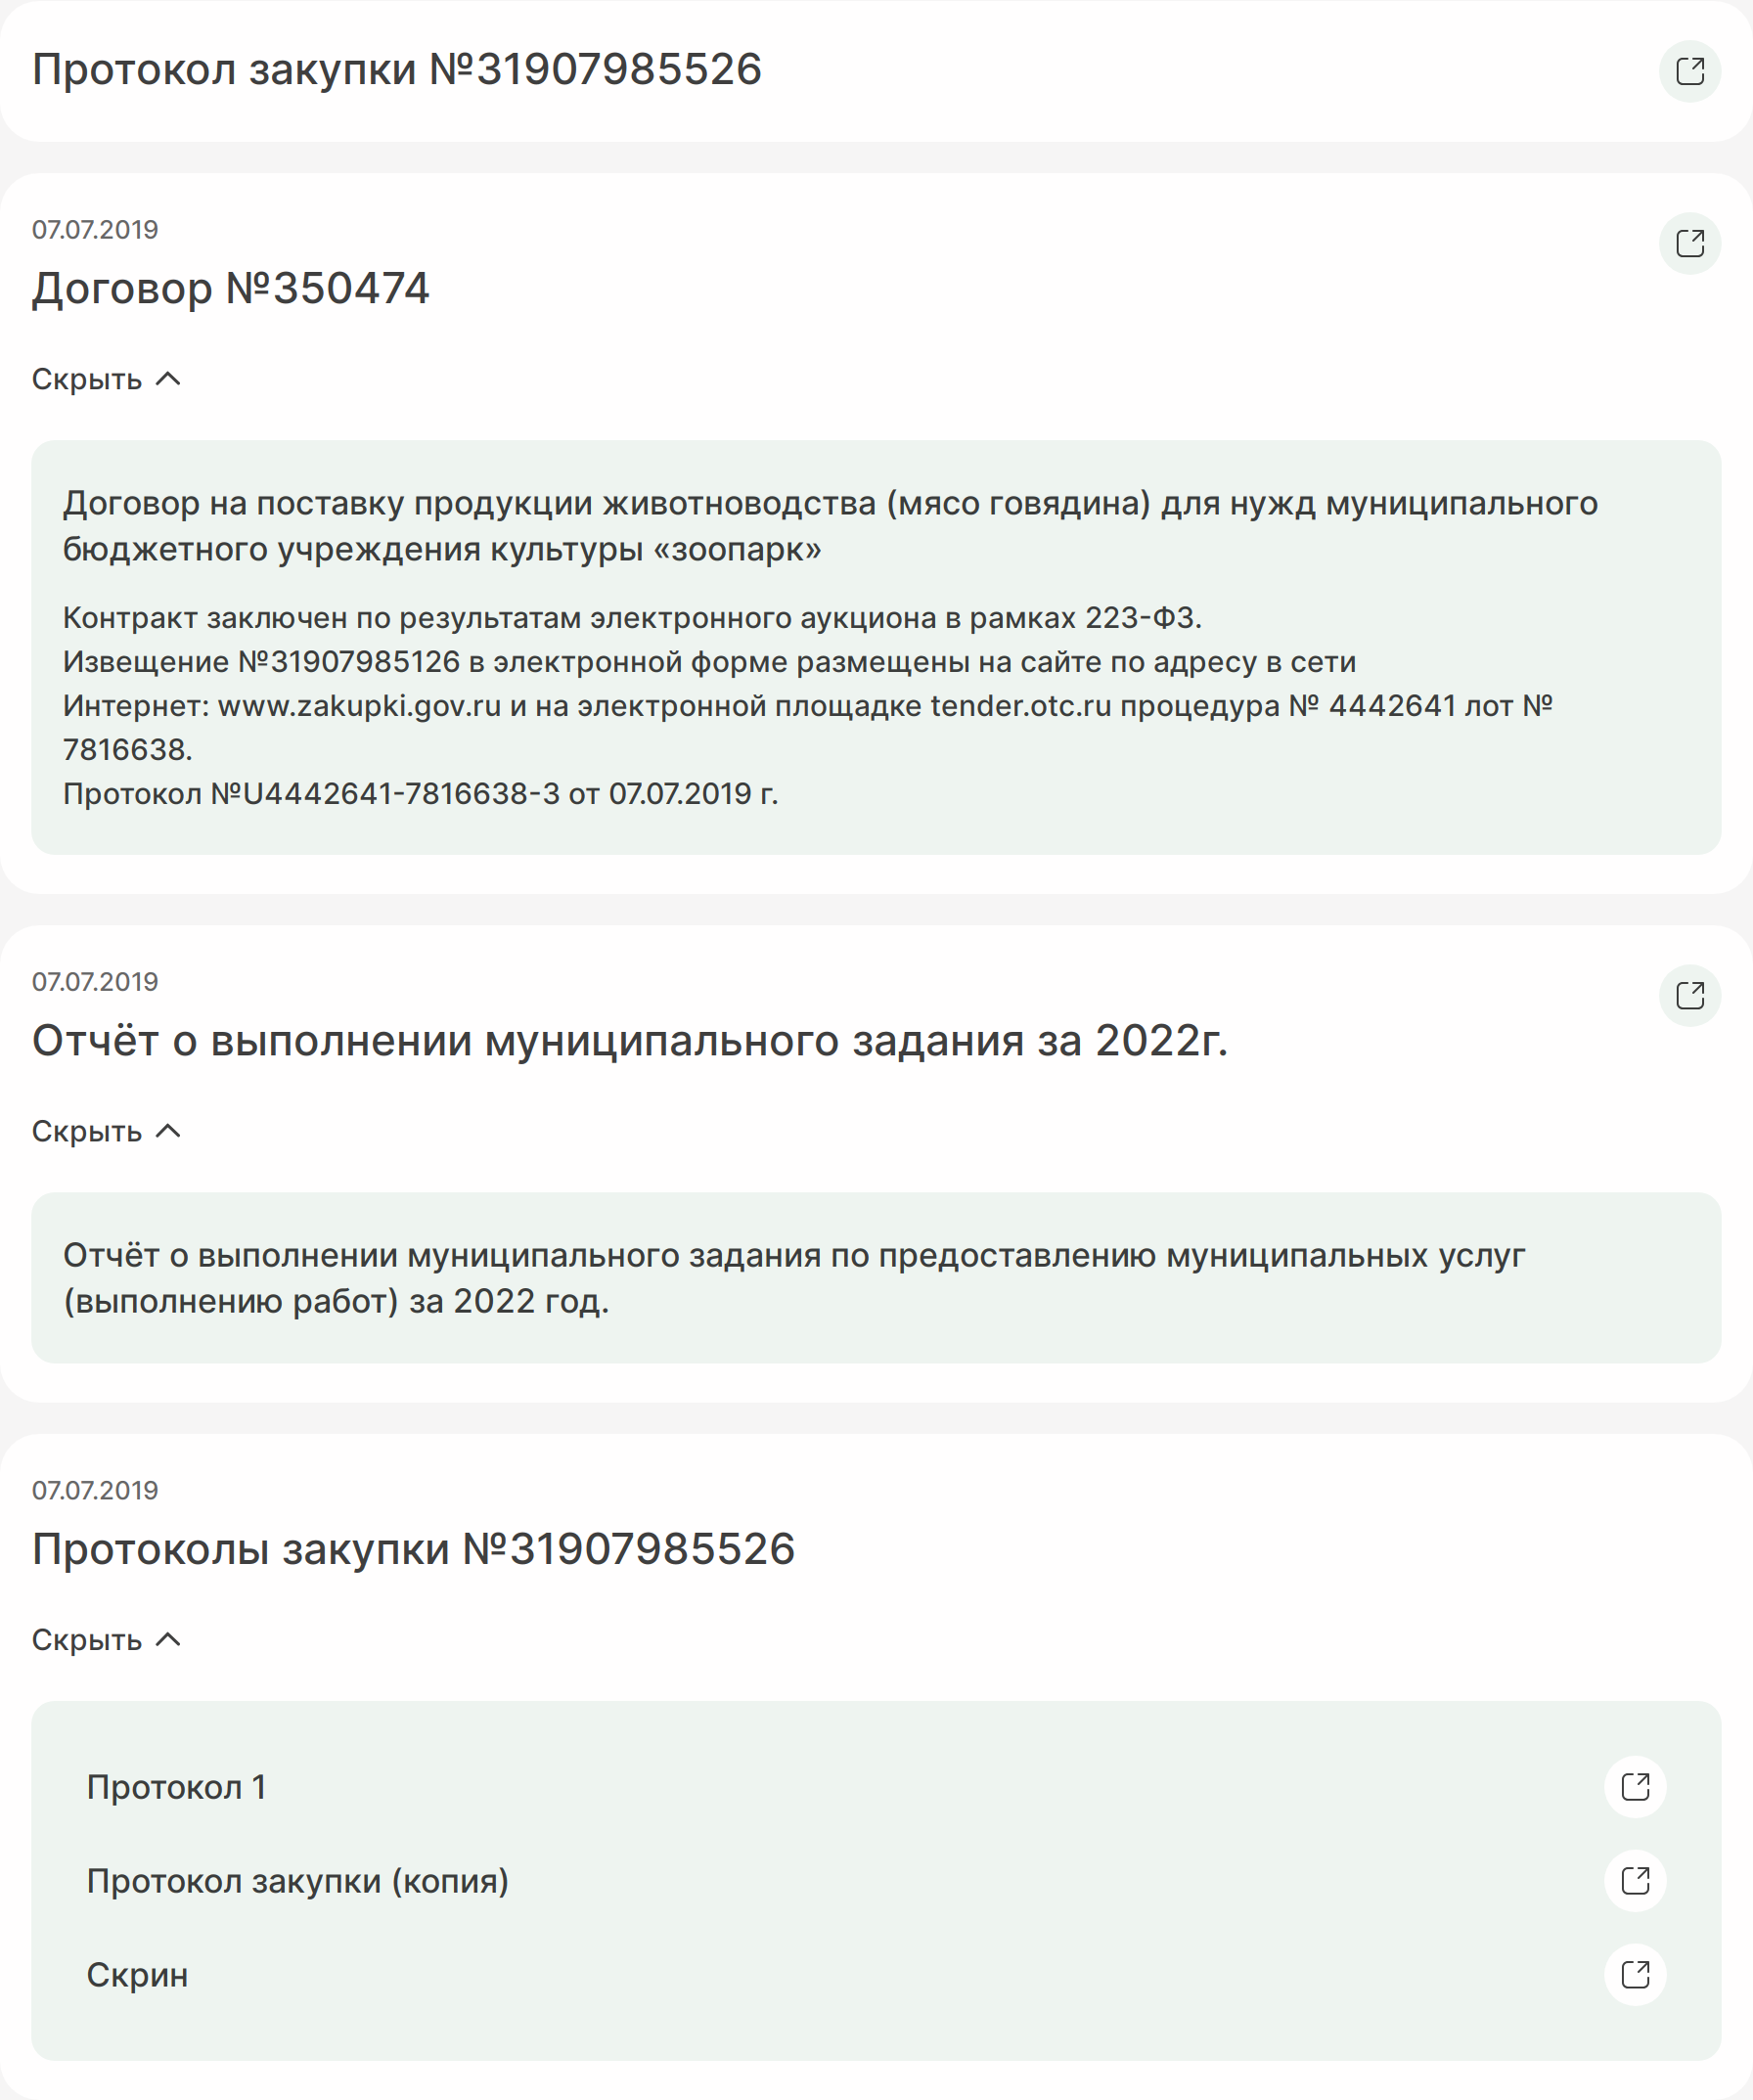 Протокол закупки №31907985526
07.07.2019
Договор №350474
Скрыть
Договор на поставку продукции животноводства (мясо говядина) для нужд муниципального
бюджетного учреждения культуры «зоопарк»
Контракт заключен по результатам электронного аукциона в рамках 223-ФЗ.
Извещение №31907985126 в электронной форме размещены на сайте по адресу в сети
Интернет: www.zakupki.gov.ru и на электронной площадке tender.otc.ru процедура № 4442641 лот №
7816638.
Протокол №U4442641-7816638-3 от 07.07.2019 г.
07.07.2019
Отчёт о выполнении муниципального задания за 2022г.
Скрыть
Отчёт о выполнении муниципального задания по предоставлению муниципальных услуг
(выполнению работ) за 2022 год.
07.07.2019
Протоколы закупки №31907985526
Скрыть
Протокол 1
Протокол закупки (копия)
Скрин